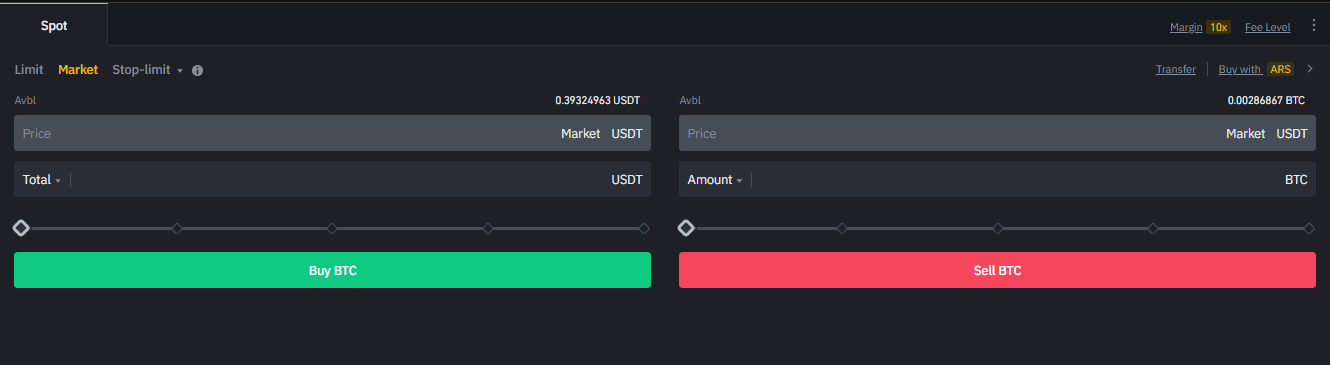 Spot
Margin 10x Fee Level
Limit Market Stop-limit
Transfer Buy with ARS
Avbl 0.39324963 USDT
Price Market USDT
Total USDT
Buy BTC
Avbl 0.00286867 BTC
Price Market USDT
Amount BTC
Sell BTC